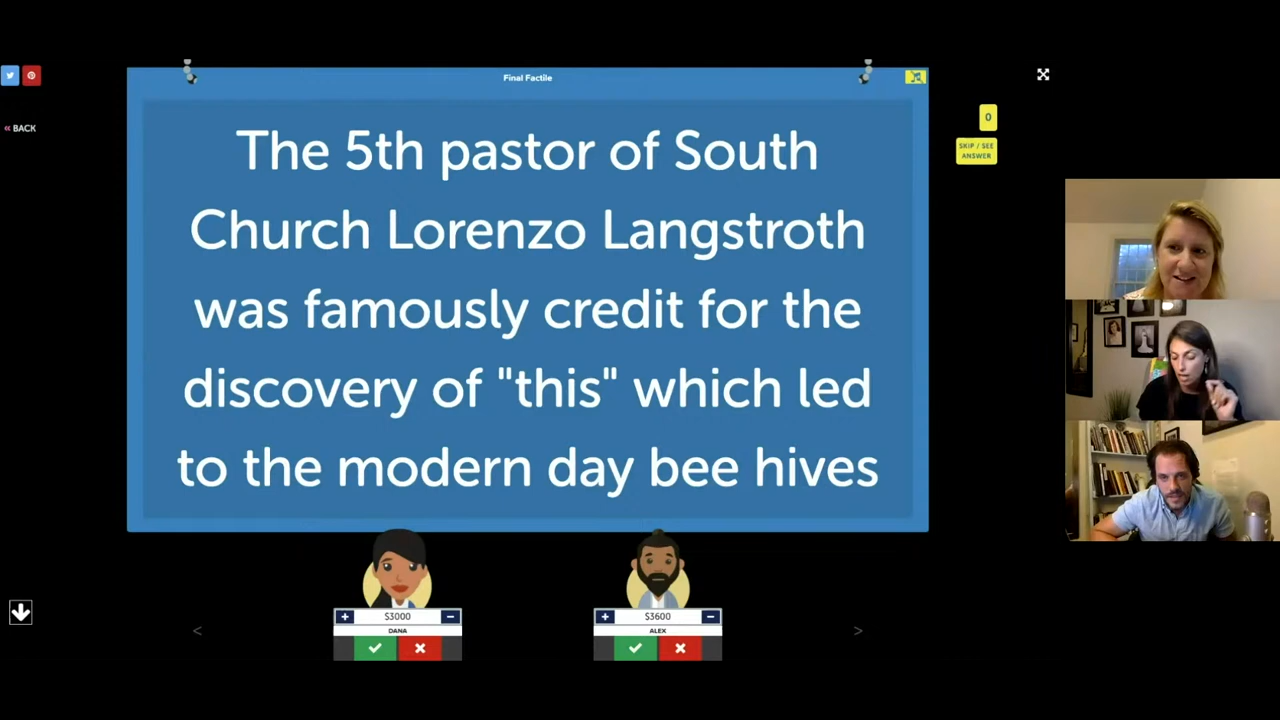 Final Factile
« BACK
0
SKIP / SEE
ANSWER
The 5th pastor of South
Church Lorenzo Langstroth
was famously credit for the
discovery of "this" which led
to the modern day bee hives
+ $3000 −
DANA
+ $3600 −
ALEX